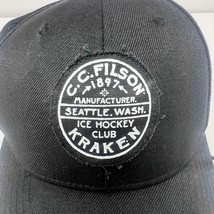 C.C. FILSON
1897
MANUFACTURER.
SEATTLE, WASH.
ICE HOCKEY
CLUB
KRAKEN